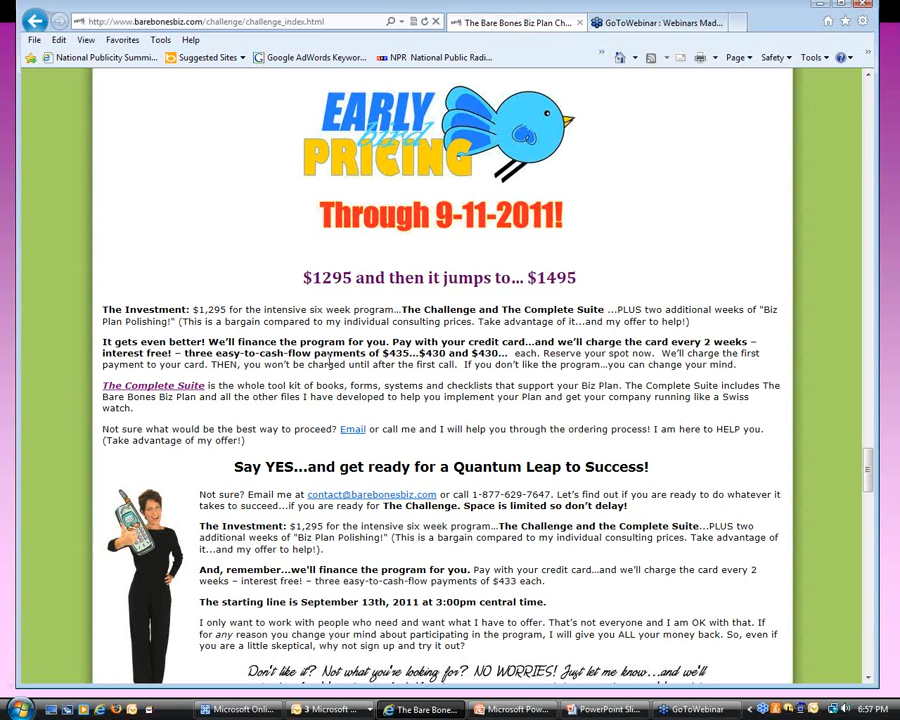 http://www.barebonesbiz.com/challenge/challenge_index.html
The Bare Bones Biz Plan Ch...
GoToWebinar : Webinars Mad...
File Edit View Favorites Tools Help
National Publicity Summi...
Suggested Sites
Google AdWords Keywor...
NPR National Public Radi...
Page
Safety
Tools
EARLY
bird
PRICING
Through 9-11-2011!
$1295 and then it jumps to... $1495
The Investment: $1,295 for the intensive six week program...The Challenge and The Complete Suite ...PLUS two additional weeks of "Biz
Plan Polishing!" (This is a bargain compared to my individual consulting prices. Take advantage of it...and my offer to help!)
It gets even better! We'll finance the program for you. Pay with your credit card...and we'll charge the card every 2 weeks –
interest free! – three easy-to-cash-flow payments of $435...$430 and $430... each. Reserve your spot now. We'll charge the first
payment to your card. THEN, you won't be charged until after the first call. If you don't like the program...you can change your mind.
The Complete Suite is the whole tool kit of books, forms, systems and checklists that support your Biz Plan. The Complete Suite includes The
Bare Bones Biz Plan and all the other files I have developed to help you implement your Plan and get your company running like a Swiss
watch.
Not sure what would be the best way to proceed? Email or call me and I will help you through the ordering process! I am here to HELP you.
(Take advantage of my offer!)
Say YES...and get ready for a Quantum Leap to Success!
Not sure? Email me at contact@barebonesbiz.com or call 1-877-629-7647. Let's find out if you are ready to do whatever it
takes to succeed...if you are ready for The Challenge. Space is limited so don't delay!
The Investment: $1,295 for the intensive six week program...The Challenge and the Complete Suite...PLUS two
additional weeks of "Biz Plan Polishing!" (This is a bargain compared to my individual consulting prices. Take advantage of
it...and my offer to help!).
And, remember...we'll finance the program for you. Pay with your credit card...and we'll charge the card every 2
weeks – interest free! – three easy-to-cash-flow payments of $433 each.
The starting line is September 13th, 2011 at 3:00pm central time.
I only want to work with people who need and want what I have to offer. That's not everyone and I am OK with that. If
for any reason you change your mind about participating in the program, I will give you ALL your money back. So, even if
you are a little skeptical, why not sign up and try it out?
Don't like it? Not what you're looking for? NO WORRIES! Just let me know...and we'll
Microsoft Onli...
3 Microsoft ...
The Bare Bone...
Microsoft Pow...
PowerPoint Slid...
GoToWebinar
6:57 PM